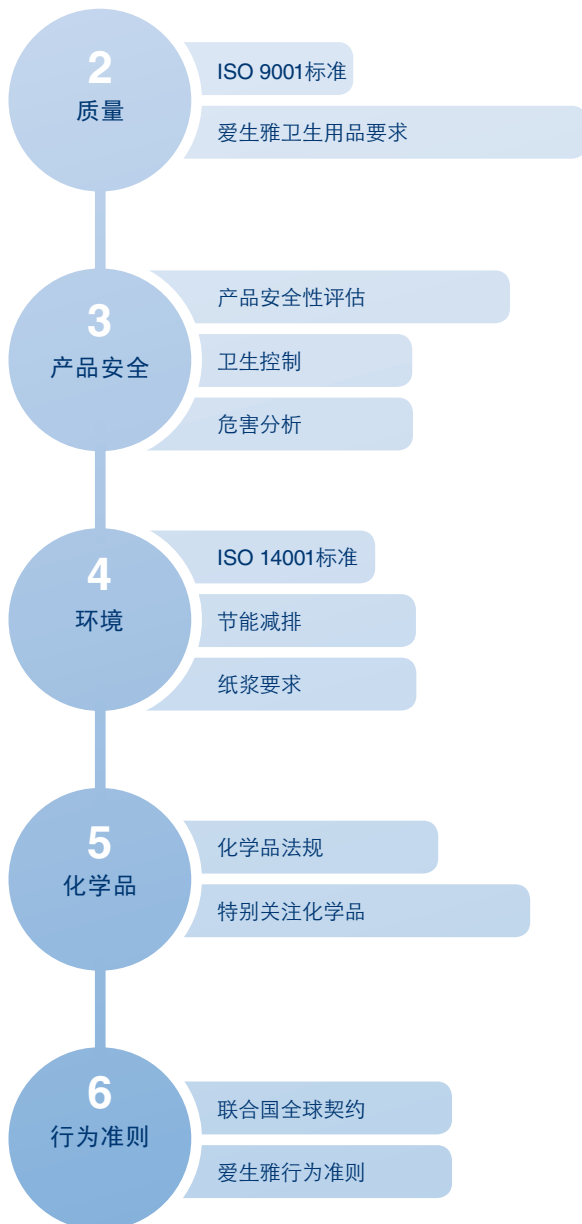 2
质量
ISO 9001标准
爱生雅卫生用品要求
3
产品安全
产品安全性评估
卫生控制
危害分析
4
环境
ISO 14001标准
节能减排
纸浆要求
5
化学品
化学品法规
特别关注化学品
6
行为准则
联合国全球契约
爱生雅行为准则